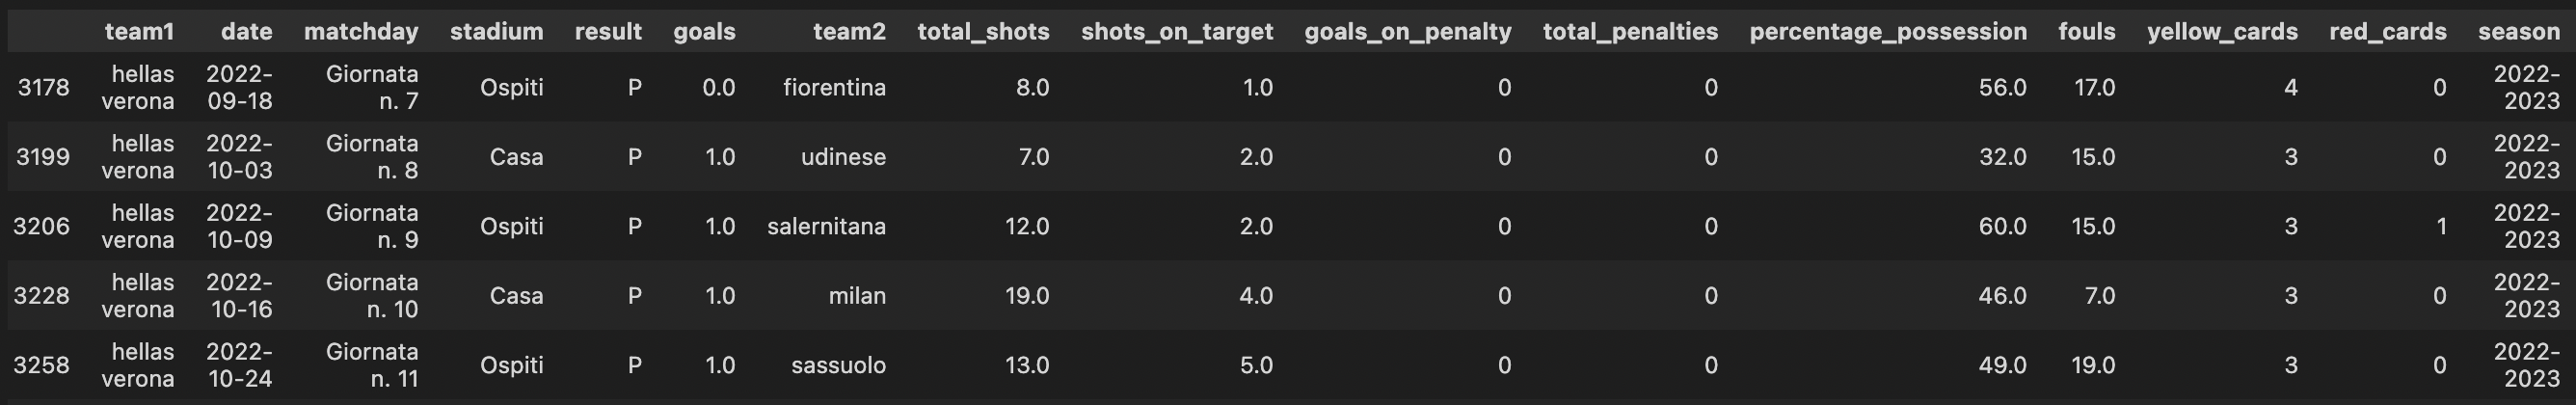 team1 date matchday stadium result goals team2 total_shots shots_on_target goals_on_penalty total_penalties percentage_possession fouls yellow_cards red_cards season
3178 hellas verona 2022-09-18 Giornata n. 7 Ospiti P 0.0 fiorentina 8.0 1.0 0 0 56.0 17.0 4 0 2022-2023
3199 hellas verona 2022-10-03 Giornata n. 8 Casa P 1.0 udinese 7.0 2.0 0 0 32.0 15.0 3 0 2022-2023
3206 hellas verona 2022-10-09 Giornata n. 9 Ospiti P 1.0 salernitana 12.0 2.0 0 0 60.0 15.0 3 1 2022-2023
3228 hellas verona 2022-10-16 Giornata n. 10 Casa P 1.0 milan 19.0 4.0 0 0 46.0 7.0 3 0 2022-2023
3258 hellas verona 2022-10-24 Giornata n. 11 Ospiti P 1.0 sassuolo 13.0 5.0 0 0 49.0 19.0 3 0 2022-2023